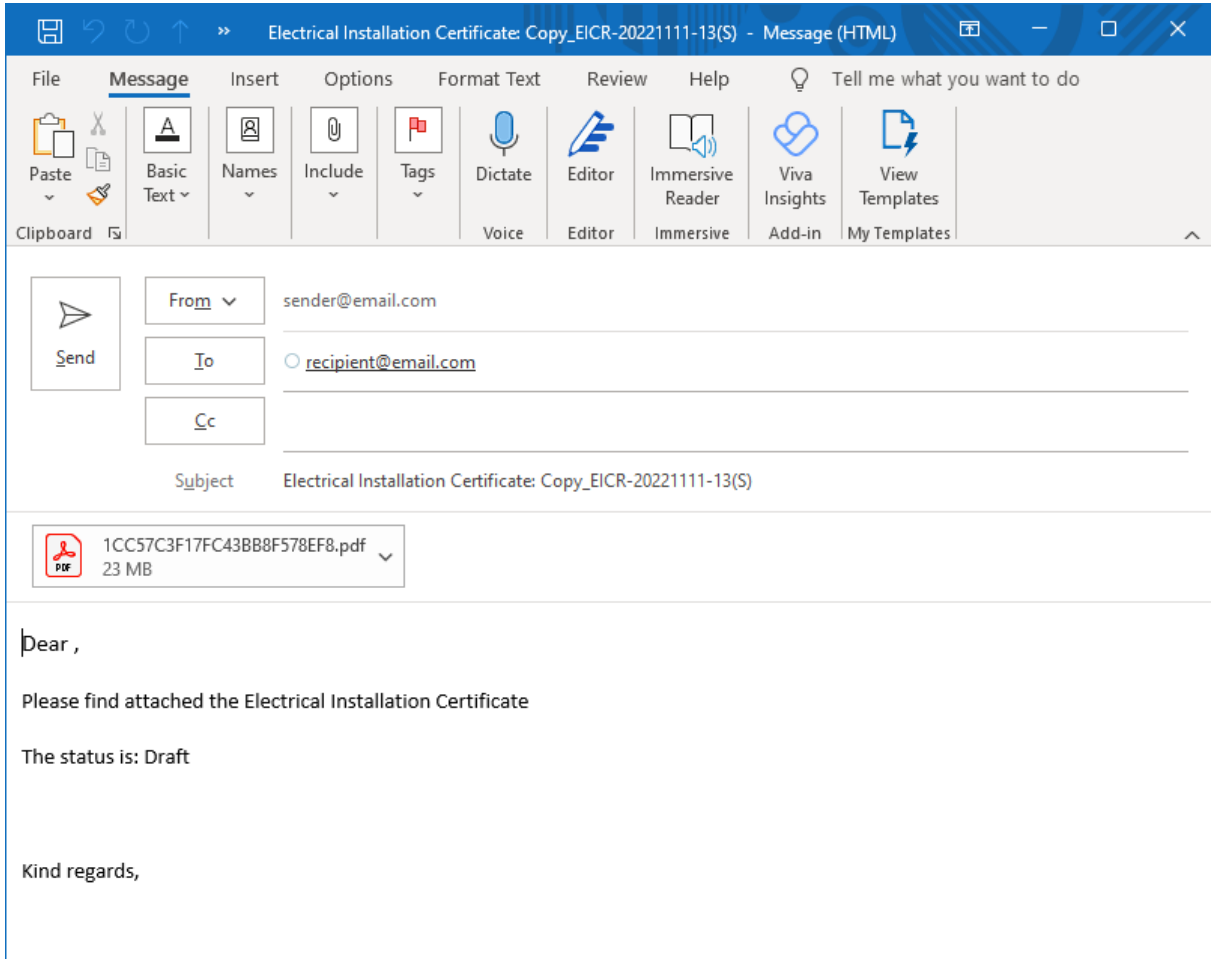 Electrical Installation Certificate: Copy_EICR-20221111-13(S) - Message (HTML)
File Message Insert Options Format Text Review Help Tell me what you want to do
Paste
Basic Text
Names
Include
Tags
Dictate
Editor
Immersive Reader
Viva Insights
View Templates
Clipboard Voice Editor Immersive Add-in My Templates
Send
From sender@email.com
To recipient@email.com
Cc
Subject Electrical Installation Certificate: Copy_EICR-20221111-13(S)
PDF
1CC57C3F17FC43BB8F578EF8.pdf
23 MB
Dear ,
Please find attached the Electrical Installation Certificate
The status is: Draft
Kind regards,